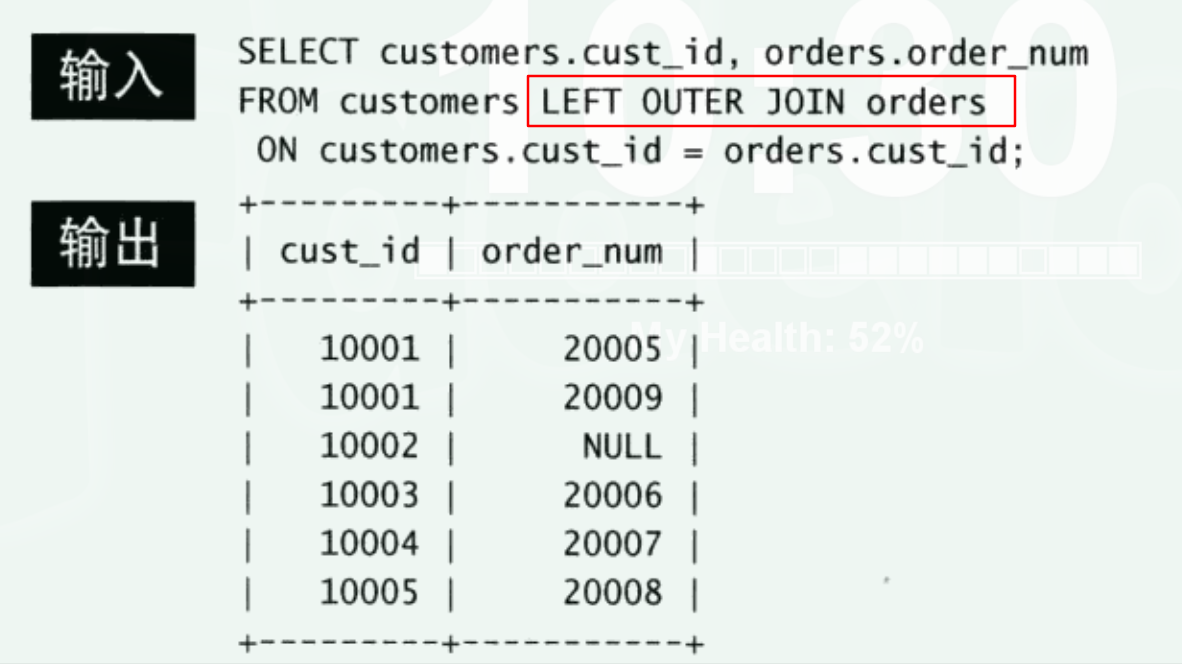 输入
SELECT customers.cust_id, orders.order_num
FROM customers LEFT OUTER JOIN orders
ON customers.cust_id = orders.cust_id;
输出
+---------+-----------+
| cust_id | order_num |
+---------+-----------+
| 10001 | 20005 |
| 10001 | 20009 |
| 10002 | NULL |
| 10003 | 20006 |
| 10004 | 20007 |
| 10005 | 20008 |
+---------+-----------+
10:30
My Health: 52%